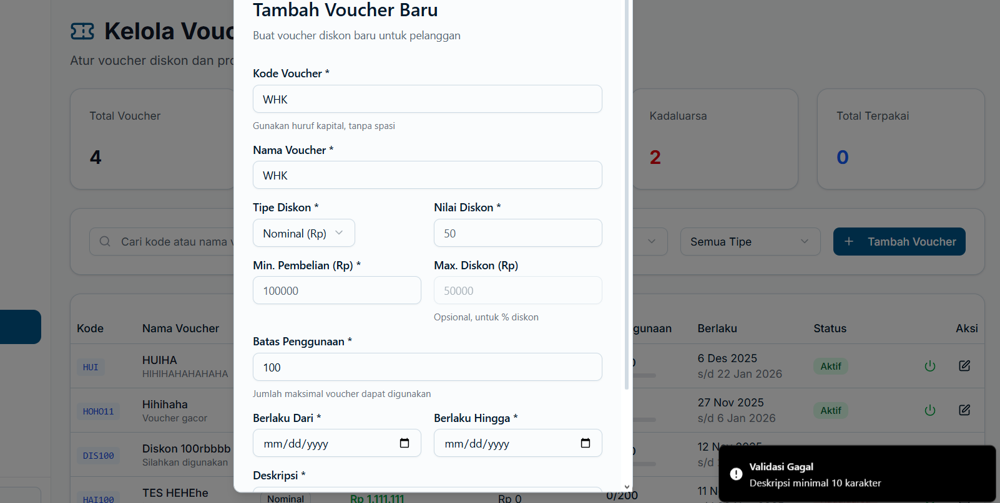 Tambah Voucher Baru
Buat voucher diskon baru untuk pelanggan
Kode Voucher *
WHK
Gunakan huruf kapital, tanpa spasi
Nama Voucher *
WHK
Tipe Diskon *
Nilai Diskon *
Nominal (Rp)
50
Min. Pembelian (Rp) *
Max. Diskon (Rp)
100000
50000
Opsional, untuk % diskon
Batas Penggunaan *
100
Jumlah maksimal voucher dapat digunakan
Berlaku Dari *
Berlaku Hingga *
mm/dd/yyyy
mm/dd/yyyy
Deskripsi *
Kelola Vouc
Atur voucher diskon dan pro
Total Voucher
4
Kadaluarsa
2
Total Terpakai
0
Cari kode atau nama v
Semua Tipe
+ Tambah Voucher
Kode
Nama Voucher
gunaan
Berlaku
Status
Aksi
HUI
HUIHA
HIHIHAHAHAHAHA
6 Des 2025
s/d 22 Jan 2026
Aktif
HOHO11
Hihihaha
Voucher gacor
27 Nov 2025
s/d 6 Jan 2026
Aktif
DIS100
Diskon 100rbbbb
Silahkan digunakan
12 Nov 2025
s/d
HAI100
TES HEHEhe
Nominal
Rp 1.111.111
Rp 0
0/200
11 N
Validasi Gagal
Deskripsi minimal 10 karakter